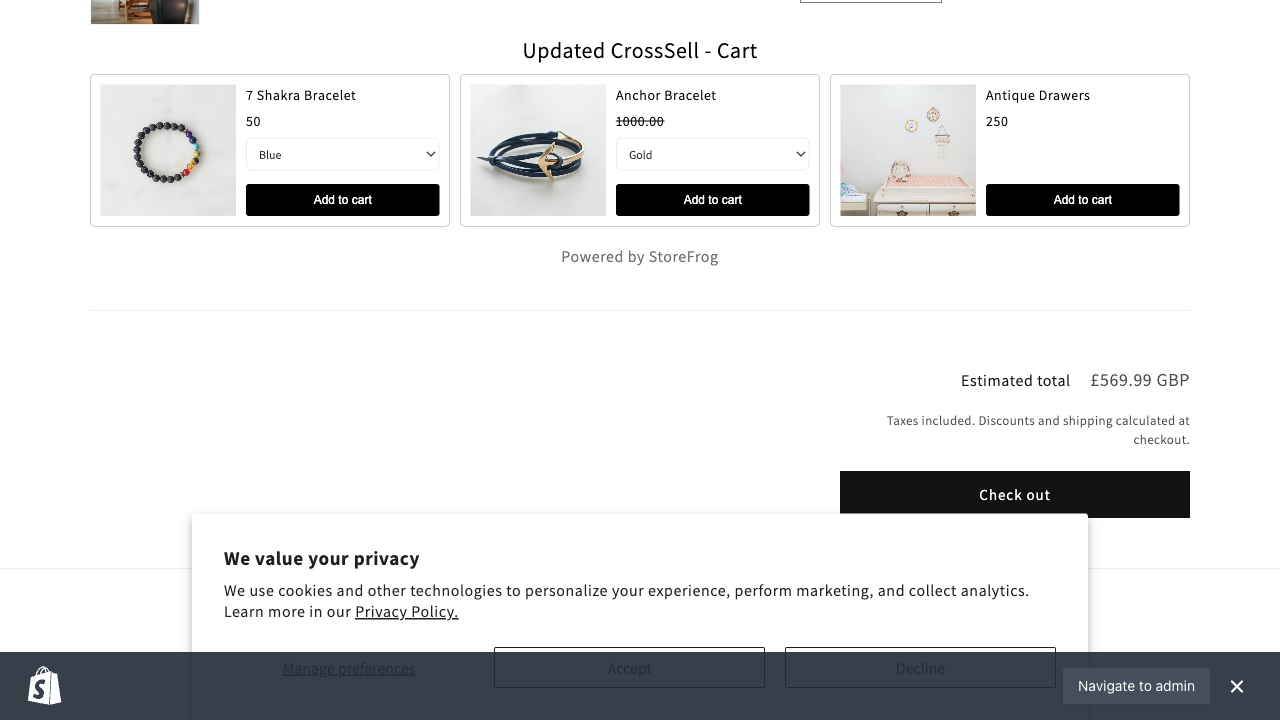 Updated CrossSell - Cart
7 Shakra Bracelet
50
Blue
Add to cart
Anchor Bracelet
1000.00
Gold
Add to cart
Antique Drawers
250
Add to cart
Powered by StoreFrog
Estimated total £569.99 GBP
Taxes included. Discounts and shipping calculated at
checkout.
Check out
We value your privacy
We use cookies and other technologies to personalize your experience, perform marketing, and collect analytics.
Learn more in our Privacy Policy.
Manage preferences
Accept
Decline
Navigate to admin